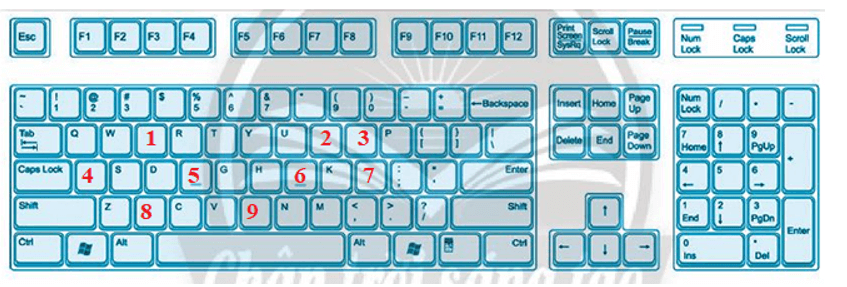 Esc F1 F2 F3 F4 F5 F6 F7 F8 F9 F10 F11 F12 Print Screen SysRq Scroll Lock Pause Break Num Lock Caps Lock Scroll Lock
~ ` ! 1 @ 2 # 3 $ % 5 ^ 6 & 7 * ( 9 ) 0 - + = ←Backspace Insert Home Page Up Num Lock / * -
Tab Q W 1 R T Y U 2 3 P { [ } ] \ Delete End Page Down 7 Home 8 ↑ 9 PgUp +
Caps Lock 4 S D 5 G H 6 K 7 : ; " Enter 4 ← 5 6 →
Shift Z 8 C V 9 N M < , > . ? / Shift ↑ 1 End 2 ↓ 3 PgDn Enter
Ctrl Alt Alt Ctrl ← ↓ → 0 Ins . Del
Chân trời sáng tạo